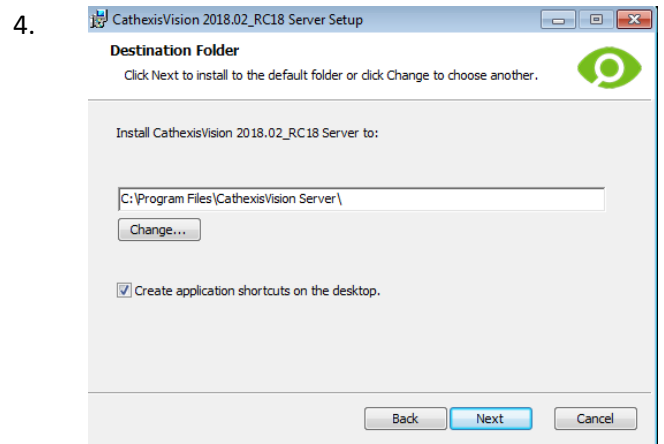 4.
CathexisVision 2018.02_RC18 Server Setup
Destination Folder
Click Next to install to the default folder or click Change to choose another.
Install CathexisVision 2018.02_RC18 Server to:
C:\Program Files\CathexisVision Server\
Change...
Create application shortcuts on the desktop.
Back Next Cancel